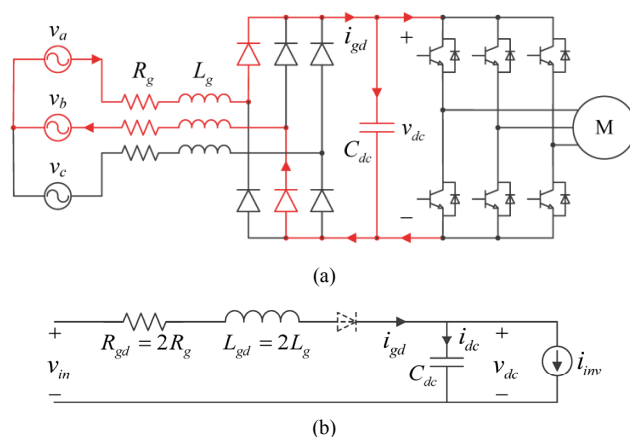 v_a
R_g L_g
i_gd
+
v_b
v_dc
C_dc
M
v_c
−
(a)
+
R_gd = 2R_g L_gd = 2L_g
i_gd
i_dc
+
v_in
C_dc
v_dc
i_inv
−
−
(b)